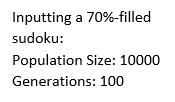 Inputting a 70%-filled
sudoku:
Population Size: 10000
Generations: 100